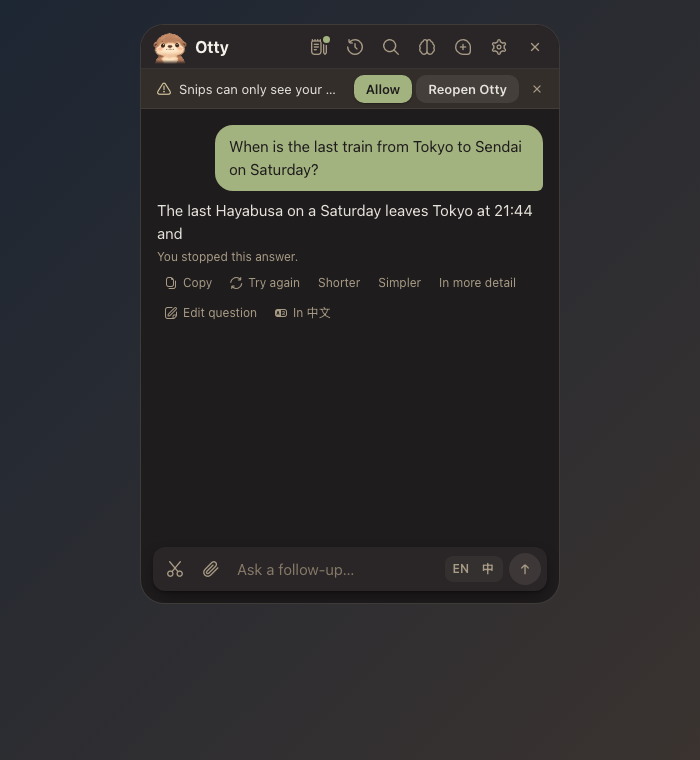 Otty
Snips can only see your ...
Allow
Reopen Otty
When is the last train from Tokyo to Sendai
on Saturday?
The last Hayabusa on a Saturday leaves Tokyo at 21:44
and
You stopped this answer.
Copy
Try again
Shorter
Simpler
In more detail
Edit question
In 中文
Ask a follow-up...
EN 中